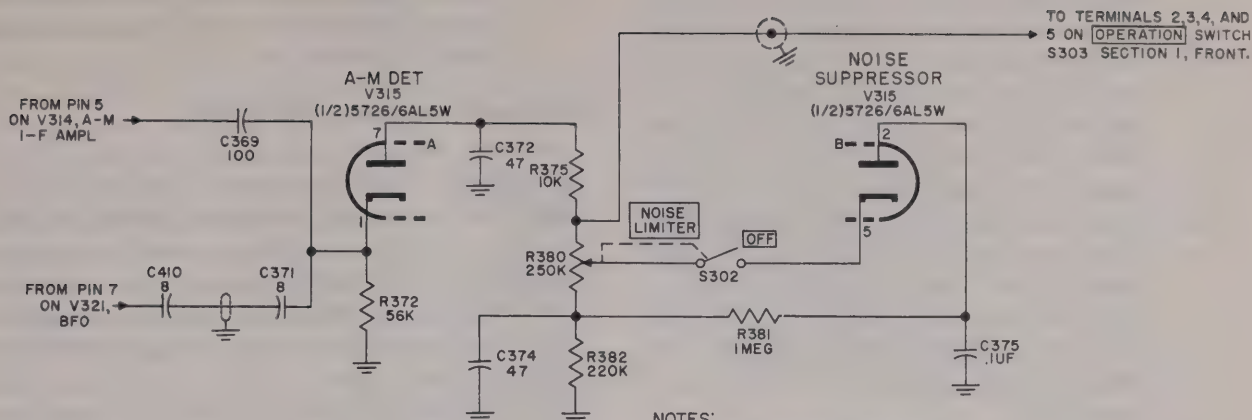 TO TERMINALS 2,3,4, AND
5 ON OPERATION SWITCH
S303 SECTION 1, FRONT.
A-M DET
V315
(1/2)5726/6AL5W
NOISE
SUPPRESSOR
V315
(1/2)5726/6AL5W
FROM PIN 5
ON V314, A-M
I-F AMPL
C369
100
7
A
C372
47
R375
10K
2
B
NOISE
LIMITER
OFF
1
5
R380
250K
S302
FROM PIN 7
ON V321,
BFO
C410
8
C371
8
R372
56K
C374
47
R382
220K
R381
1MEG
C375
.1UF
NOTES: